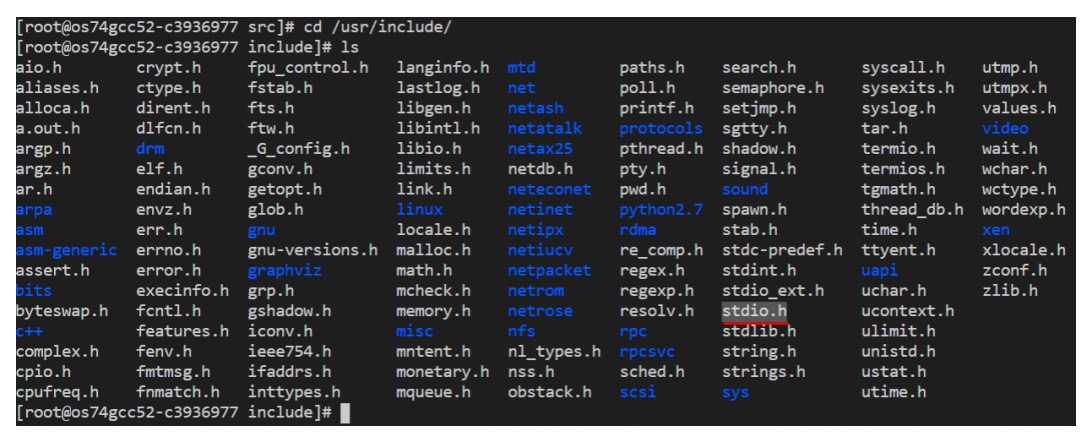 [root@os74gcc52-c3936977 src]# cd /usr/include/
[root@os74gcc52-c3936977 include]# ls
aio.h crypt.h fpu_control.h langinfo.h mtd paths.h search.h syscall.h utmp.h
aliases.h ctype.h fstab.h lastlog.h net poll.h semaphore.h sysexits.h utmpx.h
alloca.h dirent.h fts.h libgen.h netash printf.h setjmp.h syslog.h values.h
a.out.h dlfcn.h ftw.h libintl.h netatalk protocols sgtty.h tar.h video
argp.h drm _G_config.h libio.h netax25 pthread.h shadow.h termio.h wait.h
argz.h elf.h gconv.h limits.h netdb.h pty.h signal.h termios.h wchar.h
ar.h endian.h getopt.h link.h neteconet pwd.h sound tgmath.h wctype.h
arpa envz.h glob.h linux netinet python2.7 spawn.h thread_db.h wordexp.h
asm err.h gnu locale.h netipx rdma stab.h time.h xen
asm-generic errno.h gnu-versions.h malloc.h netiucv re_comp.h stdc-predef.h ttyent.h xlocale.h
assert.h error.h graphviz math.h netpacket regex.h stdint.h uapi zconf.h
bits execinfo.h grp.h mcheck.h netrom regexp.h stdio_ext.h uchar.h zlib.h
byteswap.h fcntl.h gshadow.h memory.h netrose resolv.h stdio.h ucontext.h
c++ features.h iconv.h misc nfs rpc stdlib.h ulimit.h
complex.h fenv.h ieee754.h mntent.h nl_types.h rpcsvc string.h unistd.h
cpio.h fmtmsg.h ifaddrs.h monetary.h nss.h sched.h strings.h ustat.h
cpufreq.h fnmatch.h inttypes.h mqueue.h obstack.h scsi sys utime.h
[root@os74gcc52-c3936977 include]#